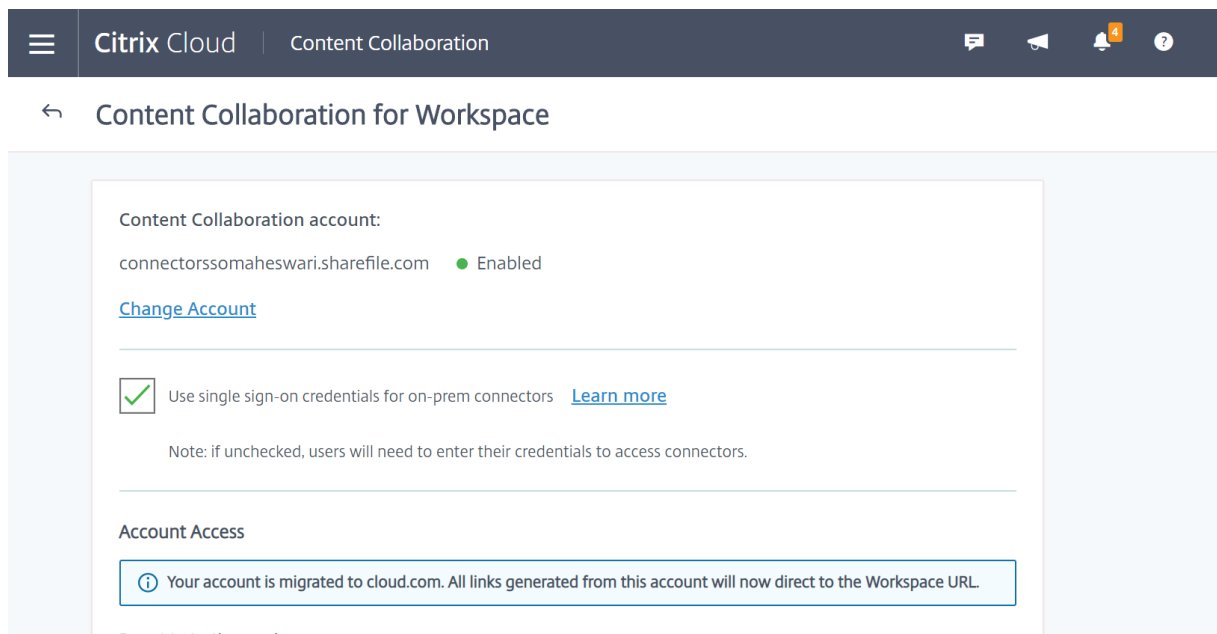 Citrix Cloud
Content Collaboration
4
?
Content Collaboration for Workspace
Content Collaboration account:
connectorssomaheswari.sharefile.com
Enabled
Change Account
Use single sign-on credentials for on-prem connectors Learn more
Note: if unchecked, users will need to enter their credentials to access connectors.
Account Access
Your account is migrated to cloud.com. All links generated from this account will now direct to the Workspace URL.